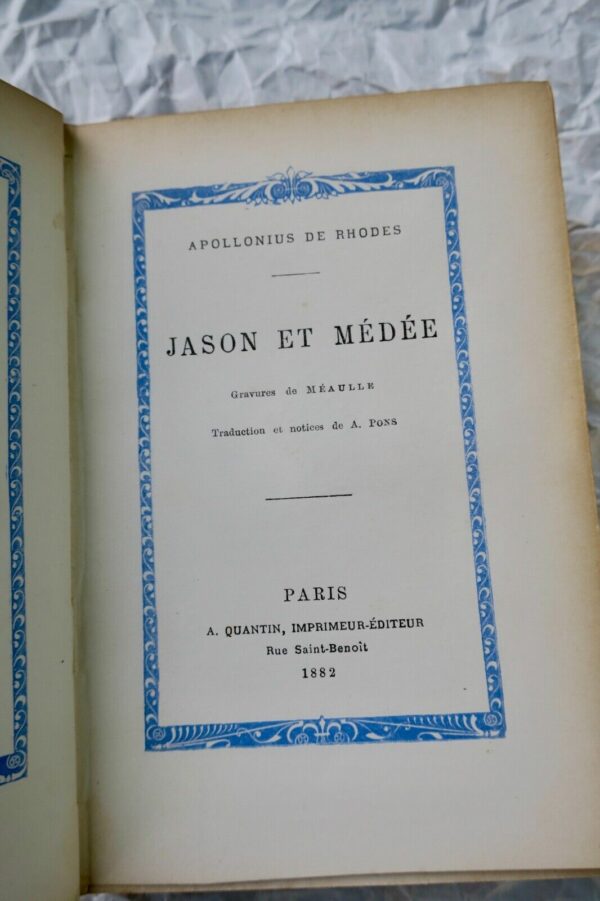 APOLLONIUS DE RHODES
JASON ET MÉDÉE
Gravures de MÉAULLE
Traduction et notices de A. PONS
PARIS
A. QUANTIN, IMPRIMEUR-ÉDITEUR
Rue Saint-Benoît
1882